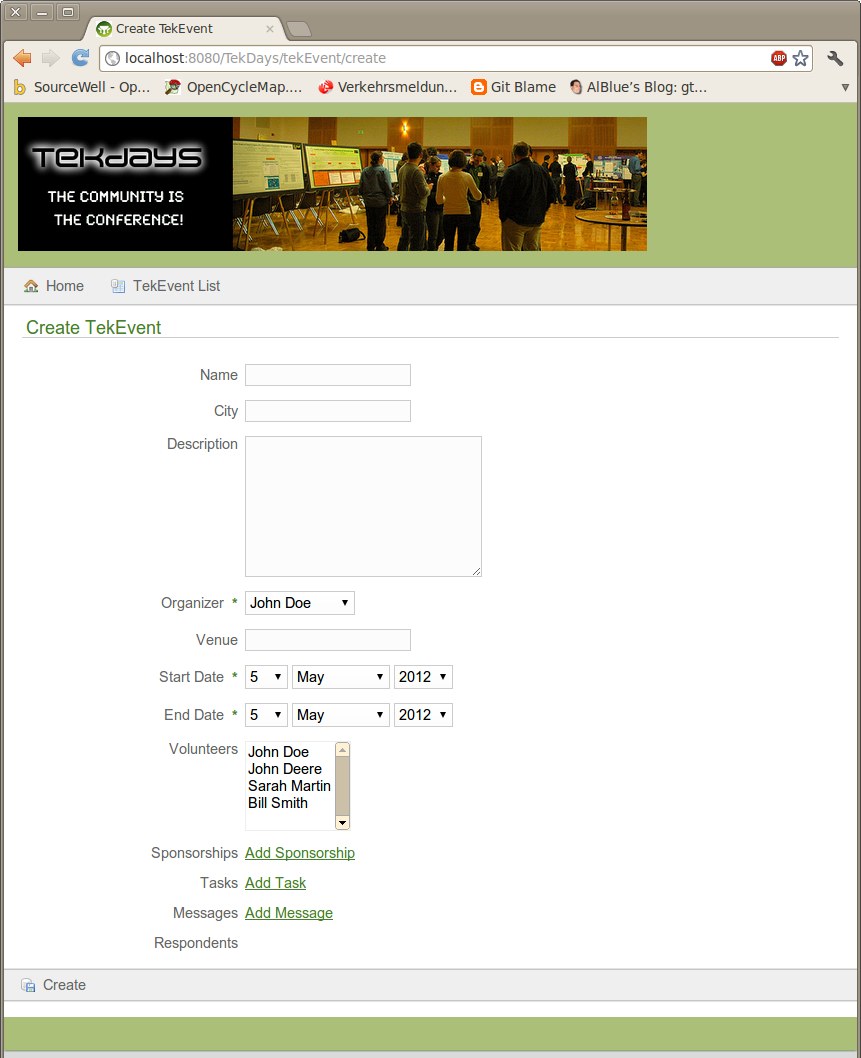 Create TekEvent
localhost:8080/TekDays/tekEvent/create
ABP
SourceWell - Op... OpenCycleMap.... Verkehrsmeldun... Git Blame AlBlue's Blog: gt...
TEKDAYS
THE COMMUNITY IS
THE CONFERENCE!
Home TekEvent List
Create TekEvent
Name
City
Description
Organizer * John Doe
Venue
Start Date * 5 May 2012
End Date * 5 May 2012
Volunteers John Doe
John Deere
Sarah Martin
Bill Smith
Sponsorships Add Sponsorship
Tasks Add Task
Messages Add Message
Respondents
Create